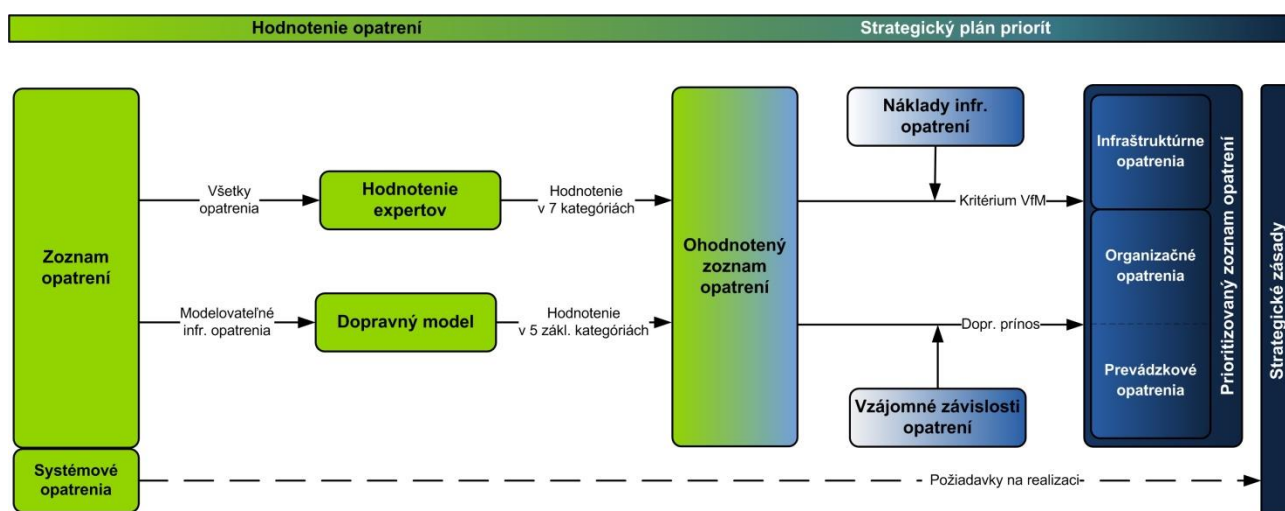 Hodnotenie opatrení
Strategický plán priorít
Zoznam
opatrení
Systémové
opatrenia
Všetky
opatrenia
Modelovateľné
infr. opatrenia
Hodnotenie
expertov
Dopravný model
Hodnotenie
v 7 kategóriách
Hodnotenie
v 5 zákl. kategóriách
Ohodnotený
zoznam
opatrení
Náklady infr.
opatrení
Kritérium VfM
Dopr. prínos
Vzájomné závislosti
opatrení
Požiadavky na realizaci
Infraštruktúrne
opatrenia
Organizačné
opatrenia
Prevádzkové
opatrenia
Prioritizovaný zoznam opatrení
Strategické zásady